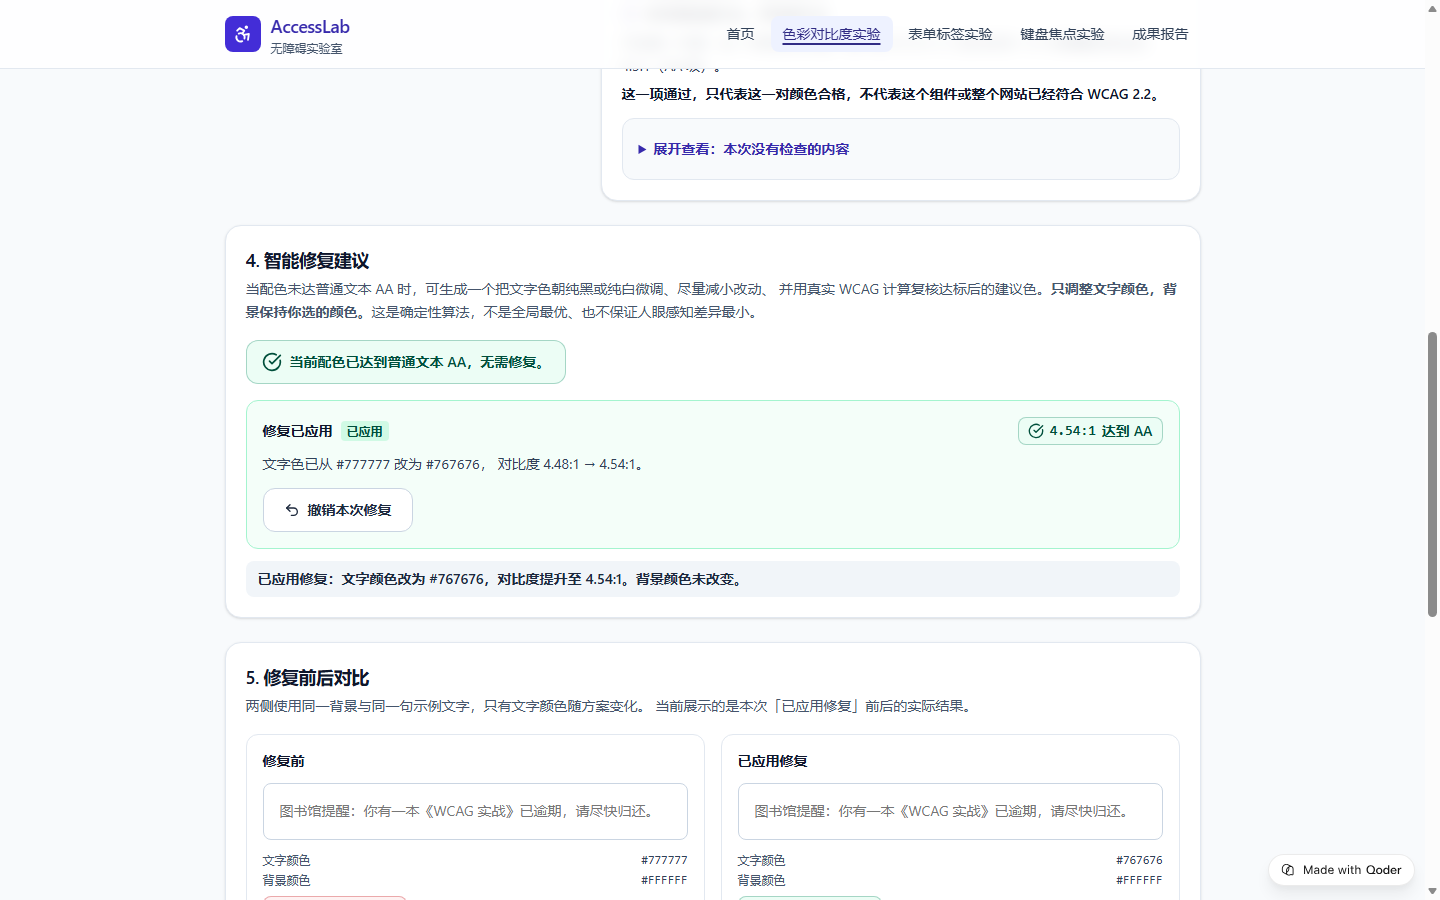 AccessLab
无障碍实验室
首页
色彩对比度实验
表单标签实验
键盘焦点实验
成果报告
这一项通过，只代表这一对颜色合格，不代表这个组件或整个网站已经符合 WCAG 2.2。
展开查看：本次没有检查的内容
4. 智能修复建议
当配色未达普通文本 AA 时，可生成一个把文字色朝纯黑或纯白微调、尽量减小改动、 并用真实 WCAG 计算复核达标后的建议色。只调整文字颜色，背
景保持你选的颜色。这是确定性算法，不是全局最优、也不保证人眼感知差异最小。
当前配色已达到普通文本 AA，无需修复。
修复已应用 已应用
4.54:1 达到 AA
文字色已从 #777777 改为 #767676， 对比度 4.48:1 → 4.54:1。
撤销本次修复
已应用修复：文字颜色改为 #767676，对比度提升至 4.54:1。背景颜色未改变。
5. 修复前后对比
两侧使用同一背景与同一句示例文字，只有文字颜色随方案变化。 当前展示的是本次「已应用修复」前后的实际结果。
修复前
图书馆提醒：你有一本《WCAG 实战》已逾期，请尽快归还。
文字颜色 #777777
背景颜色 #FFFFFF
已应用修复
图书馆提醒：你有一本《WCAG 实战》已逾期，请尽快归还。
文字颜色 #767676
背景颜色 #FFFFFF
Made with Qoder